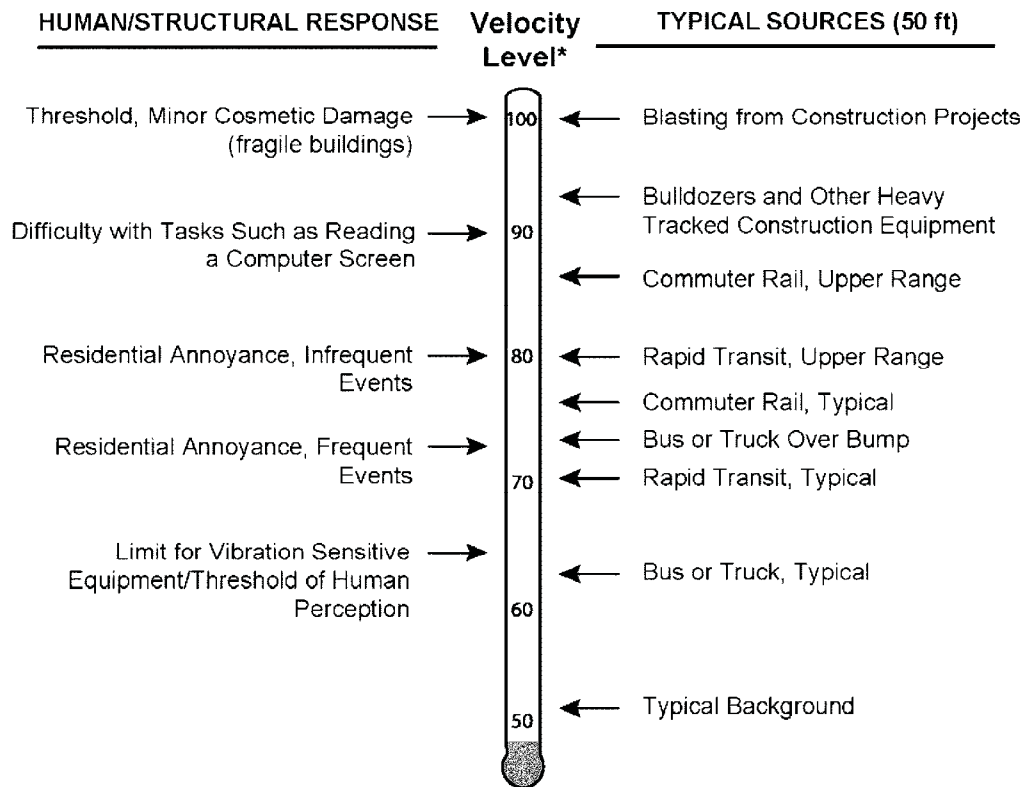 HUMAN/STRUCTURAL RESPONSE
Velocity
Level*
TYPICAL SOURCES (50 ft)
Threshold, Minor Cosmetic Damage
(fragile buildings)
100
Blasting from Construction Projects
Bulldozers and Other Heavy
Tracked Construction Equipment
Difficulty with Tasks Such as Reading
a Computer Screen
90
Commuter Rail, Upper Range
Residential Annoyance, Infrequent
Events
80
Rapid Transit, Upper Range
Commuter Rail, Typical
Residential Annoyance, Frequent
Events
Bus or Truck Over Bump
70
Rapid Transit, Typical
Limit for Vibration Sensitive
Equipment/Threshold of Human
Perception
Bus or Truck, Typical
60
50
Typical Background